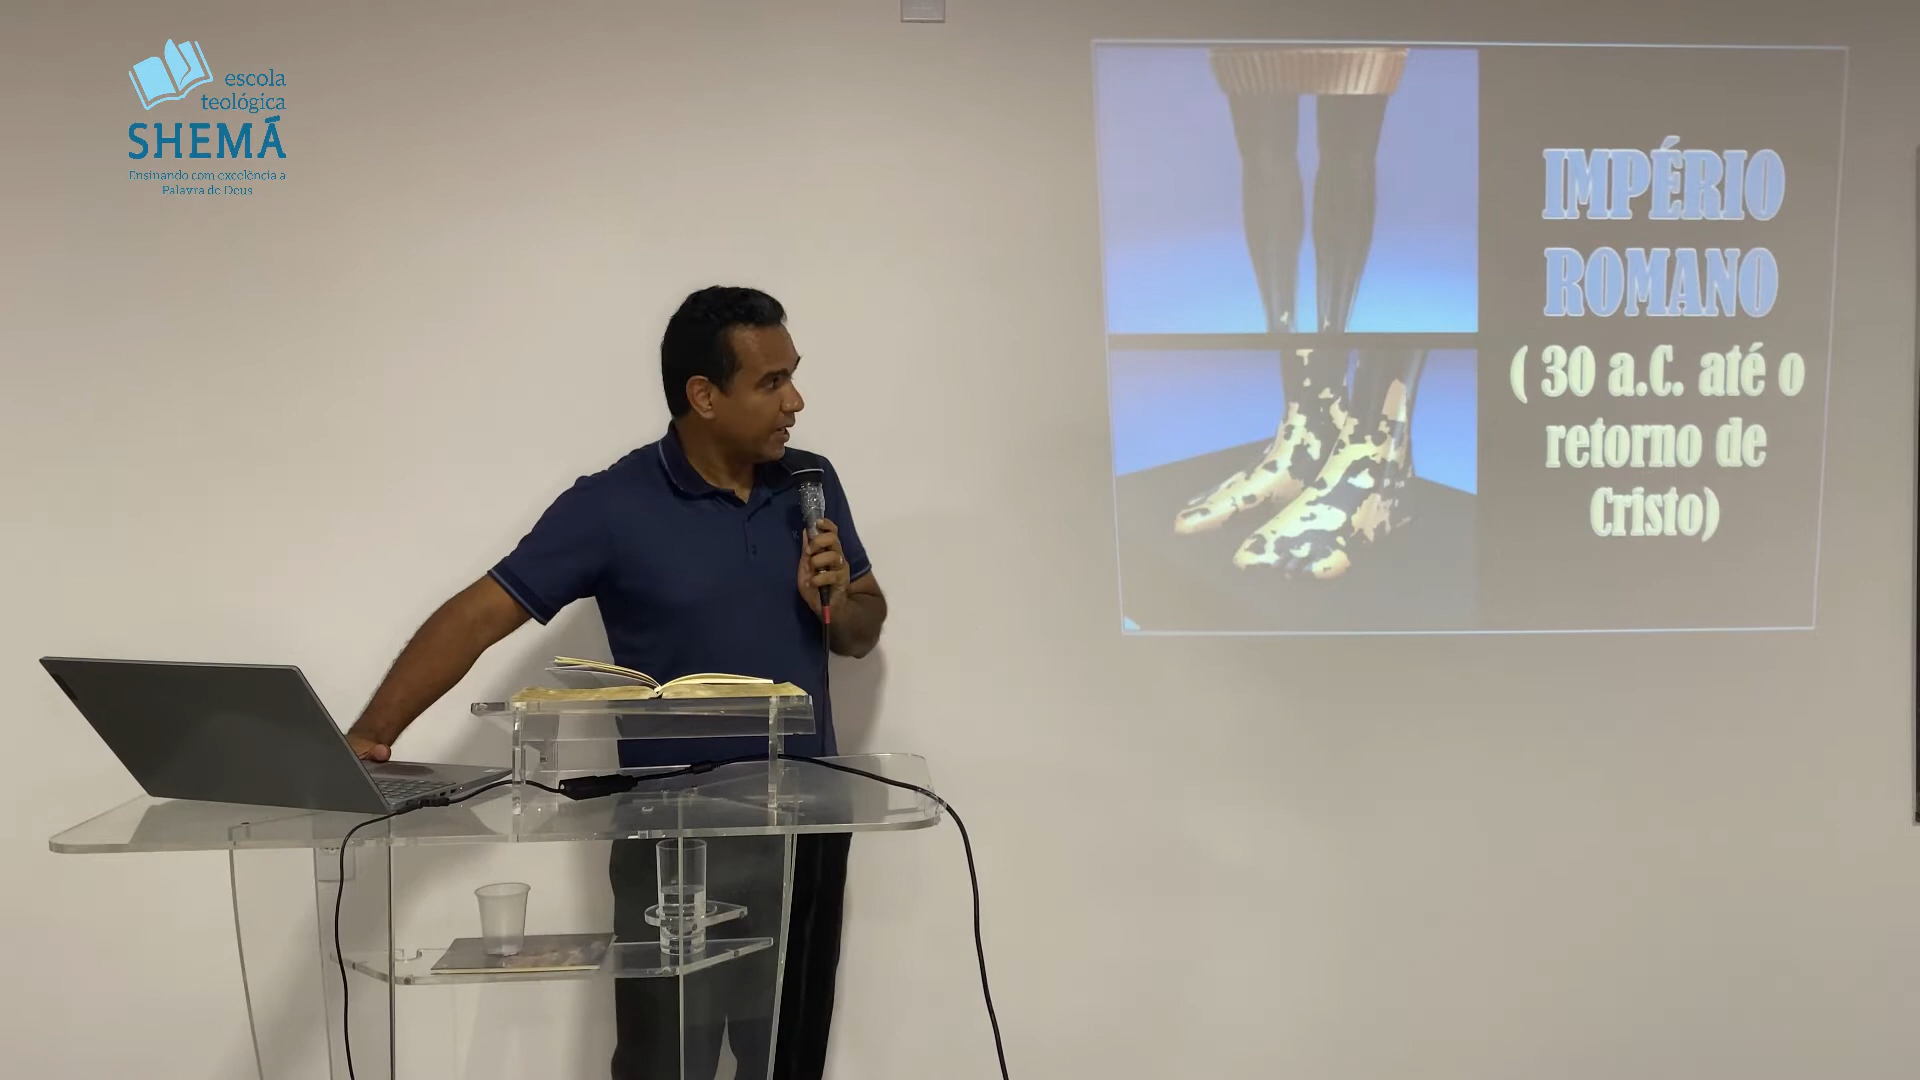 escola
teológica
SHEMÁ
Ensinando com excelência a
Palavra de Deus
IMPÉRIO
ROMANO
( 30 a.C. até o
retorno de
Cristo)